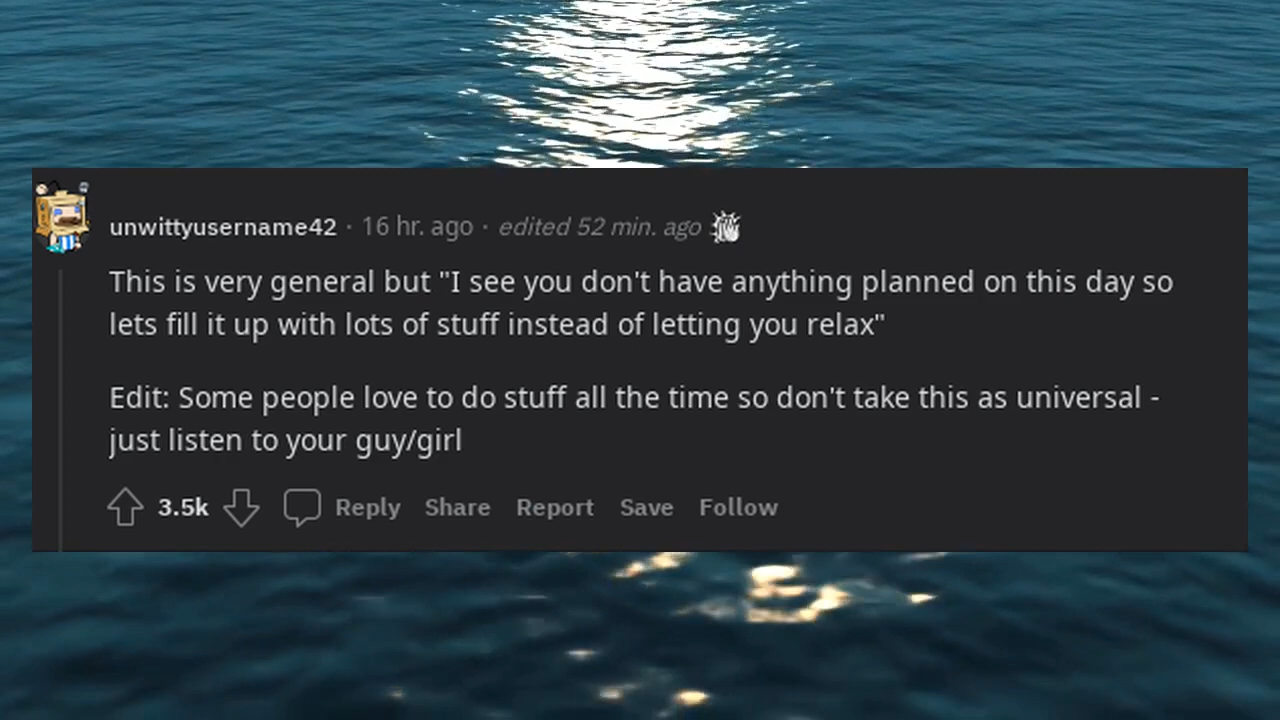 unwittyusername42 · 16 hr. ago · edited 52 min. ago
This is very general but "I see you don't have anything planned on this day so
lets fill it up with lots of stuff instead of letting you relax"
Edit: Some people love to do stuff all the time so don't take this as universal -
just listen to your guy/girl
3.5k Reply Share Report Save Follow